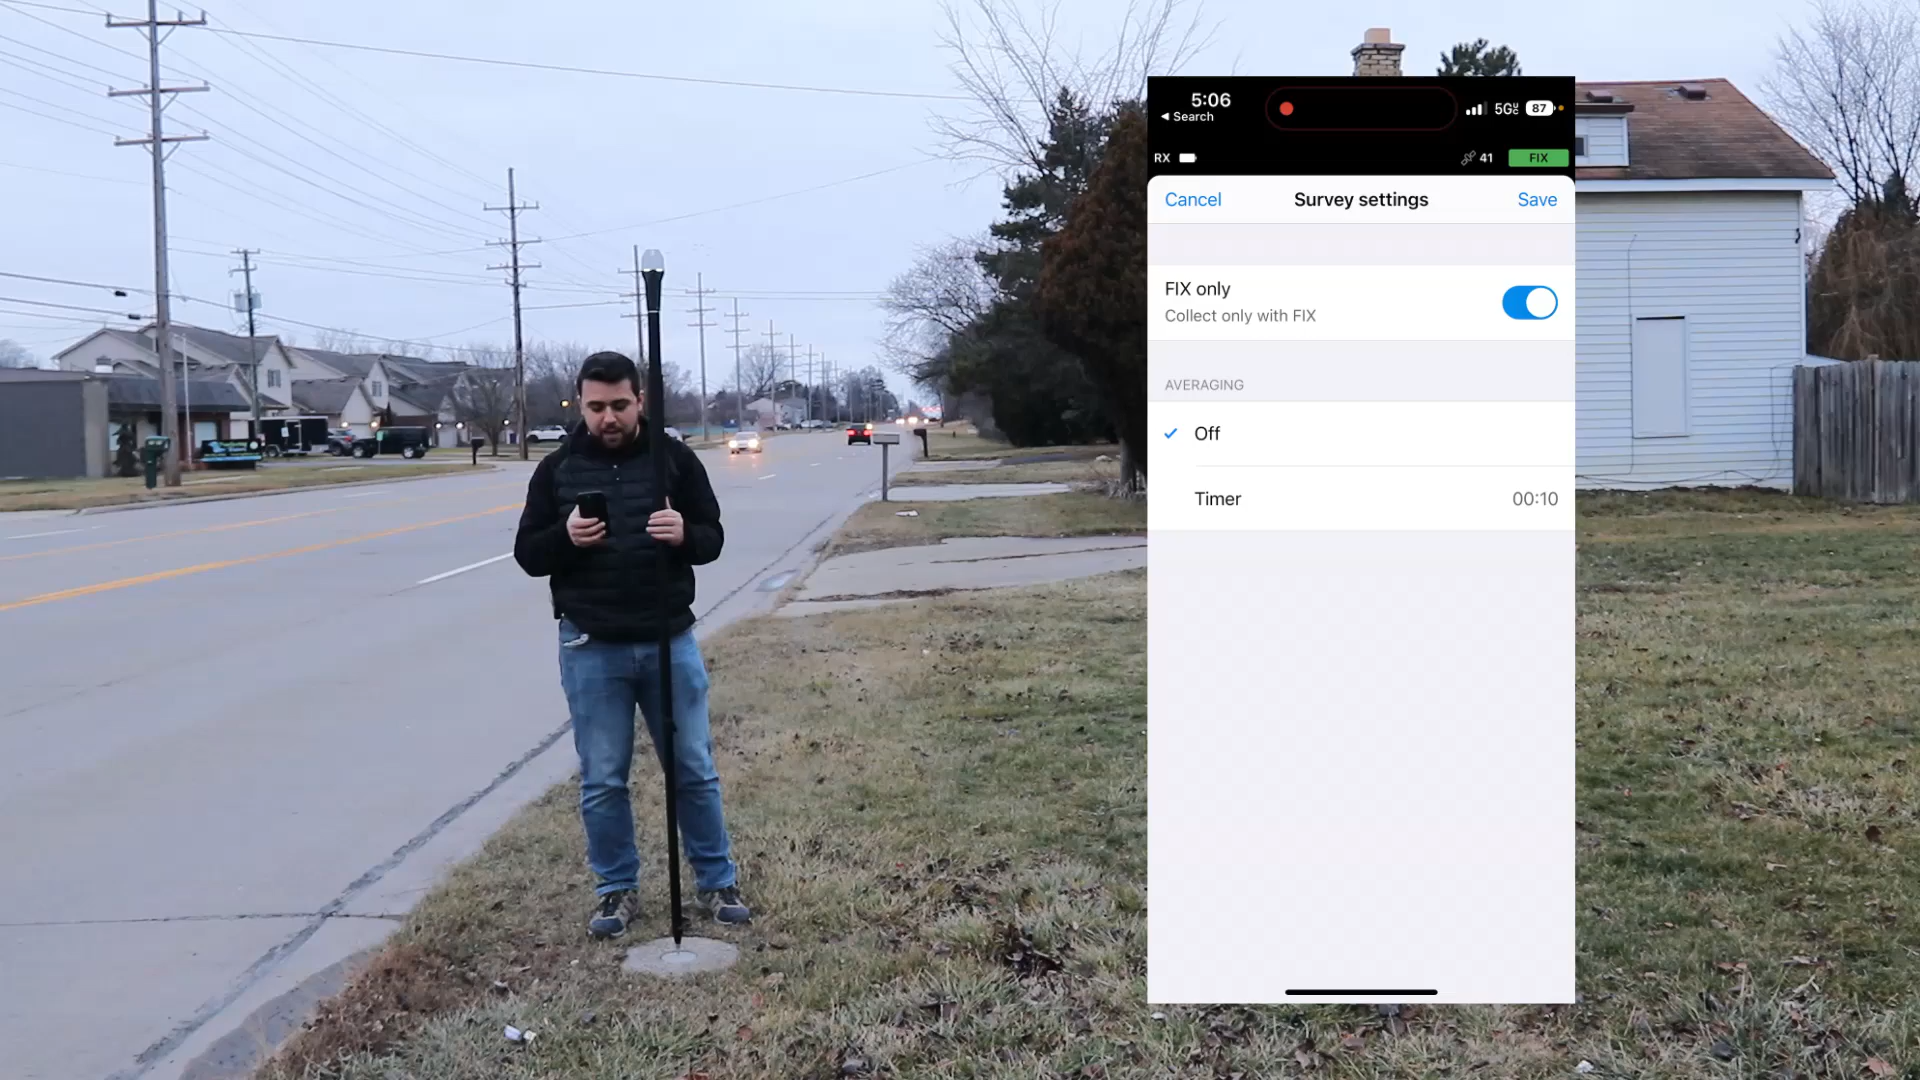 5:06
◀ Search
5G
87
RX
41
FIX
Cancel
Survey settings
Save
FIX only
Collect only with FIX
AVERAGING
Off
Timer
00:10